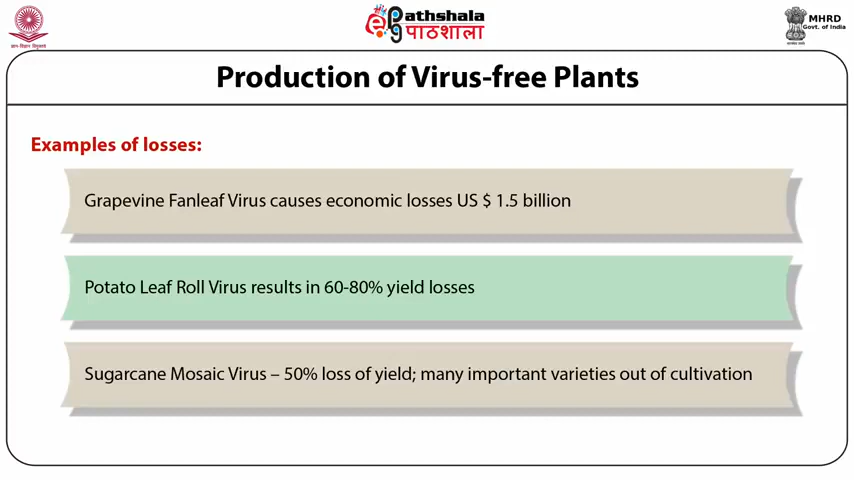 ePathshala
पाठशाला
MHRD
Govt. of India
Production of Virus-free Plants
Examples of losses:
Grapevine Fanleaf Virus causes economic losses US $ 1.5 billion
Potato Leaf Roll Virus results in 60-80% yield losses
Sugarcane Mosaic Virus – 50% loss of yield; many important varieties out of cultivation